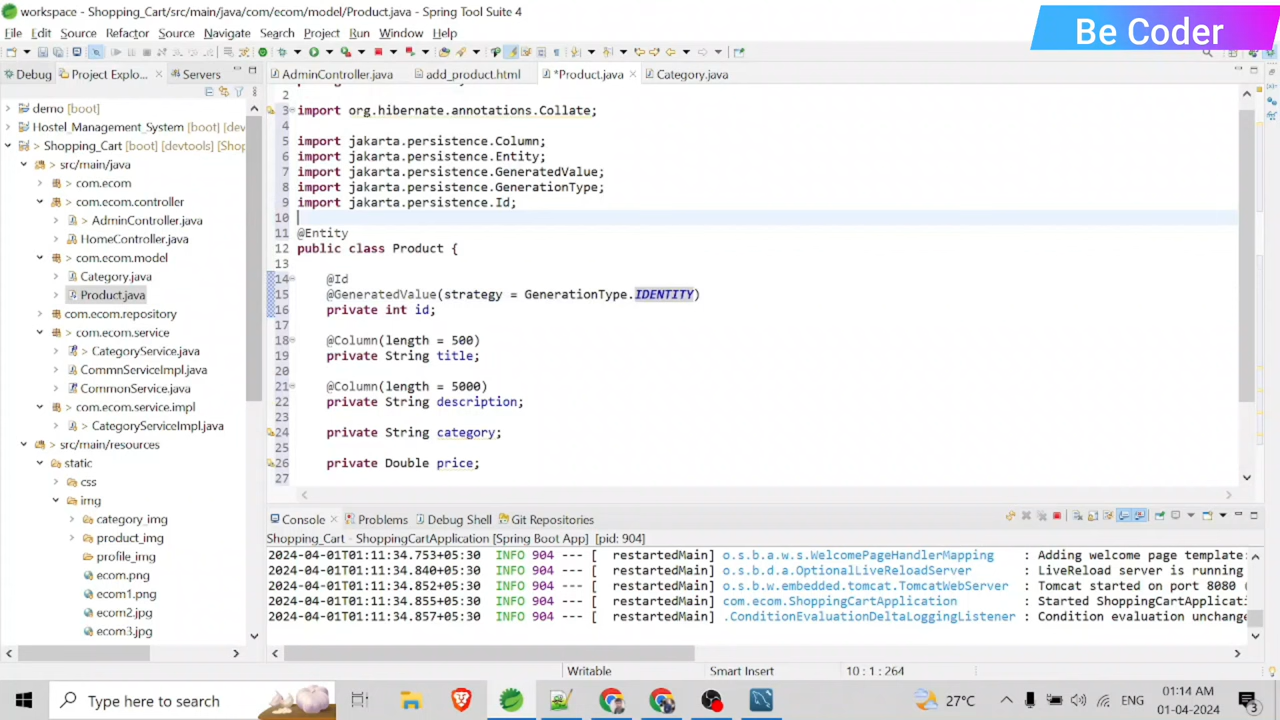 workspace - Shopping_Cart/src/main/java/com/ecom/model/Product.java - Spring Tool Suite 4
Be Coder
File Edit Source Refactor Source Navigate Search Project Run Window Help
Debug Project Explo... Servers
AdminController.java add_product.html *Product.java Category.java
demo [boot]
Hostel_Management_System [boot] [dev
Shopping_Cart [boot] [devtools] [Shop
src/main/java
com.ecom
com.ecom.controller
AdminController.java
HomeController.java
com.ecom.model
Category.java
Product.java
com.ecom.repository
com.ecom.service
CategoryService.java
CommnServiceImpl.java
CommonService.java
com.ecom.service.impl
CategoryServiceImpl.java
src/main/resources
static
css
img
category_img
product_img
profile_img
ecom.png
ecom1.png
ecom2.jpg
ecom3.jpg
2
3 import org.hibernate.annotations.Collate;
4
5 import jakarta.persistence.Column;
6 import jakarta.persistence.Entity;
7 import jakarta.persistence.GeneratedValue;
8 import jakarta.persistence.GenerationType;
9 import jakarta.persistence.Id;
10
11 @Entity
12 public class Product {
13
14 @Id
15 @GeneratedValue(strategy = GenerationType.IDENTITY)
16 private int id;
17
18 @Column(length = 500)
19 private String title;
20
21 @Column(length = 5000)
22 private String description;
23
24 private String category;
25
26 private Double price;
27
Console Problems Debug Shell Git Repositories
Shopping_Cart - ShoppingCartApplication [Spring Boot App] [pid: 904]
2024-04-01T01:11:34.753+05:30 INFO 904 --- [ restartedMain] o.s.b.a.w.s.WelcomePageHandlerMapping : Adding welcome page template:
2024-04-01T01:11:34.840+05:30 INFO 904 --- [ restartedMain] o.s.b.d.a.OptionalLiveReloadServer : LiveReload server is running
2024-04-01T01:11:34.852+05:30 INFO 904 --- [ restartedMain] o.s.b.w.embedded.tomcat.TomcatWebServer : Tomcat started on port 8080 (
2024-04-01T01:11:34.855+05:30 INFO 904 --- [ restartedMain] com.ecom.ShoppingCartApplication : Started ShoppingCartApplicati
2024-04-01T01:11:34.857+05:30 INFO 904 --- [ restartedMain] .ConditionEvaluationDeltaLoggingListener : Condition evaluation unchange
Writable Smart Insert 10 : 1 : 264
Type here to search
27°C
ENG
01:14 AM
01-04-2024
3